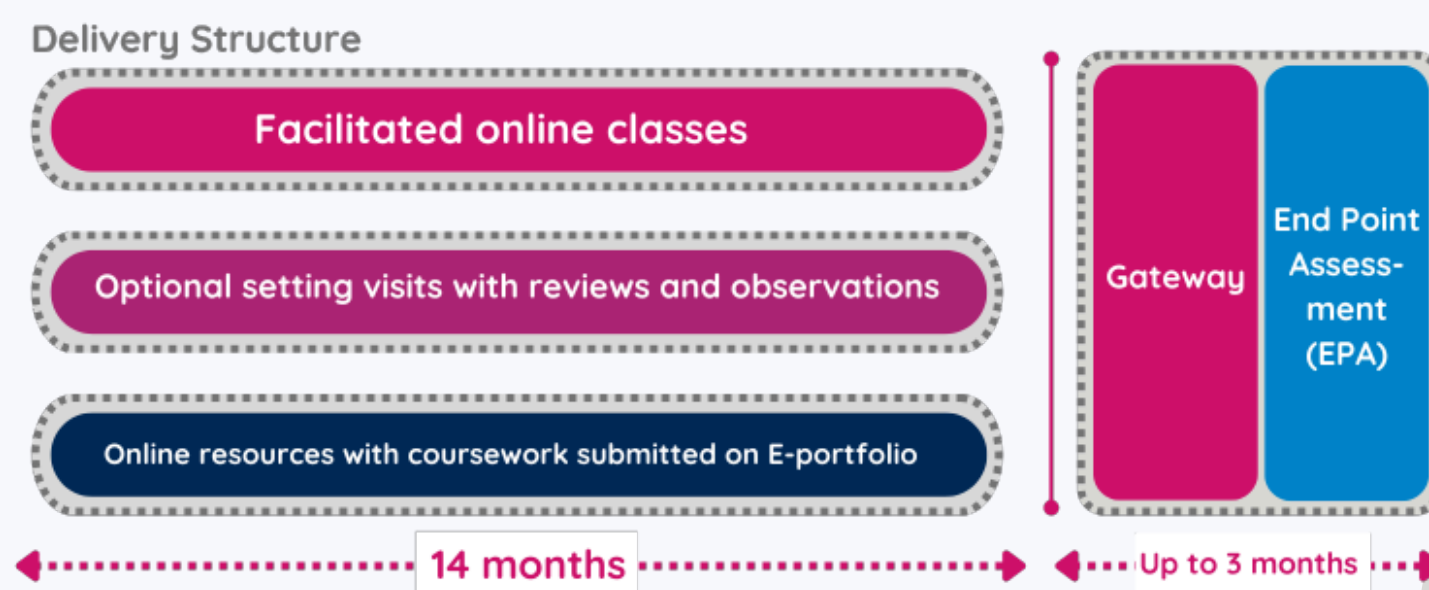 Delivery Structure
Facilitated online classes
Optional setting visits with reviews and observations
Online resources with coursework submitted on E-portfolio
14 months
Gateway
End Point
Assess-
ment
(EPA)
Up to 3 months